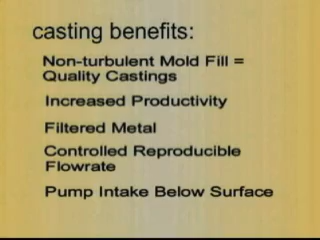 casting benefits:
Non-turbulent Mold Fill =
Quality Castings
Increased Productivity
Filtered Metal
Controlled Reproducible
Flowrate
Pump Intake Below Surface